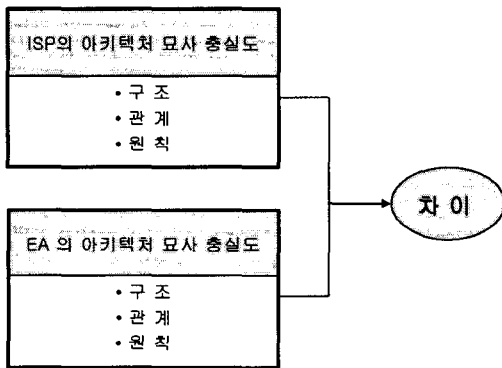 ISP의 아키텍처 묘사 충실도
• 구 조
• 관 계
• 원 칙
차 이
EA 의 아키텍처 묘사 충실도
• 구 조
• 관 계
• 원 칙